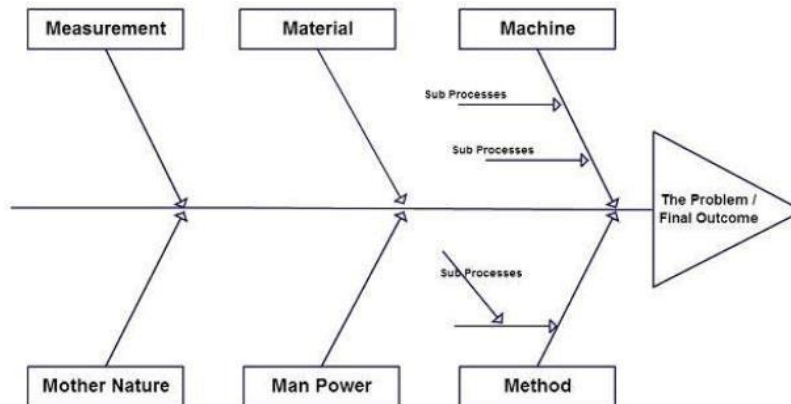 Measurement
Material
Machine
Sub Processes
Sub Processes
The Problem /
Final Outcome
Sub Processes
Mother Nature
Man Power
Method